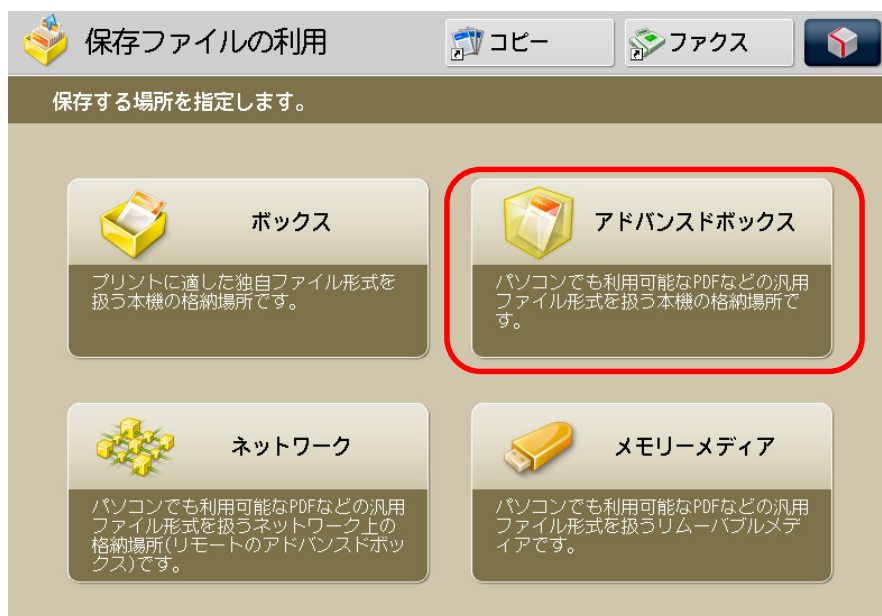 保存ファイルの利用
コピー
ファクス
保存する場所を指定します。
ボックス
プリントに適した独自ファイル形式を
扱う本機の格納場所です。
アドバンスドボックス
パソコンでも利用可能なPDFなどの汎用
ファイル形式を扱う本機の格納場所で
す。
ネットワーク
パソコンでも利用可能なPDFなどの汎用
ファイル形式を扱うネットワーク上の
格納場所(リモートのアドバンスドボッ
クス)です。
メモリーメディア
パソコンでも利用可能なPDFなどの汎用
ファイル形式を扱うリムーバブルメデ
ィアです。